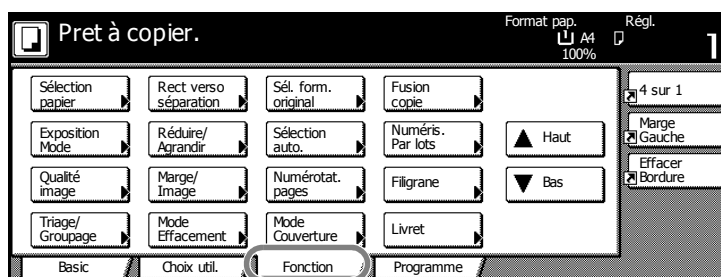 Pret à copier.
Format pap.
A4
100%
Régl.
1
Sélection
papier
Rect verso
séparation
Sél. form.
original
Fusion
copie
4 sur 1
Exposition
Mode
Réduire/
Agrandir
Sélection
auto.
Numéris.
Par lots
Haut
Marge
Gauche
Qualité
image
Marge/
Image
Numérotat.
pages
Filigrane
Bas
Effacer
Bordure
Triage/
Groupage
Mode
Effacement
Mode
Couverture
Livret
Basic
Choix util.
Fonction
Programme